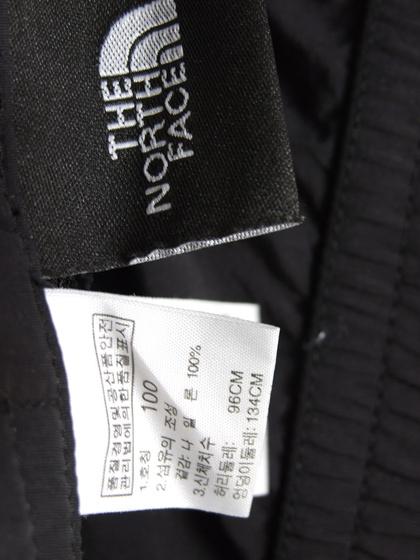 THE
NORTH
FACE
품질경영및공산품안전
관리법에의한품질표시
1.호칭 100
2.섬유의 조성
겉감: 나 일 론 100%
3.신체치수
허리둘레: 96CM
엉덩이둘레: 134CM